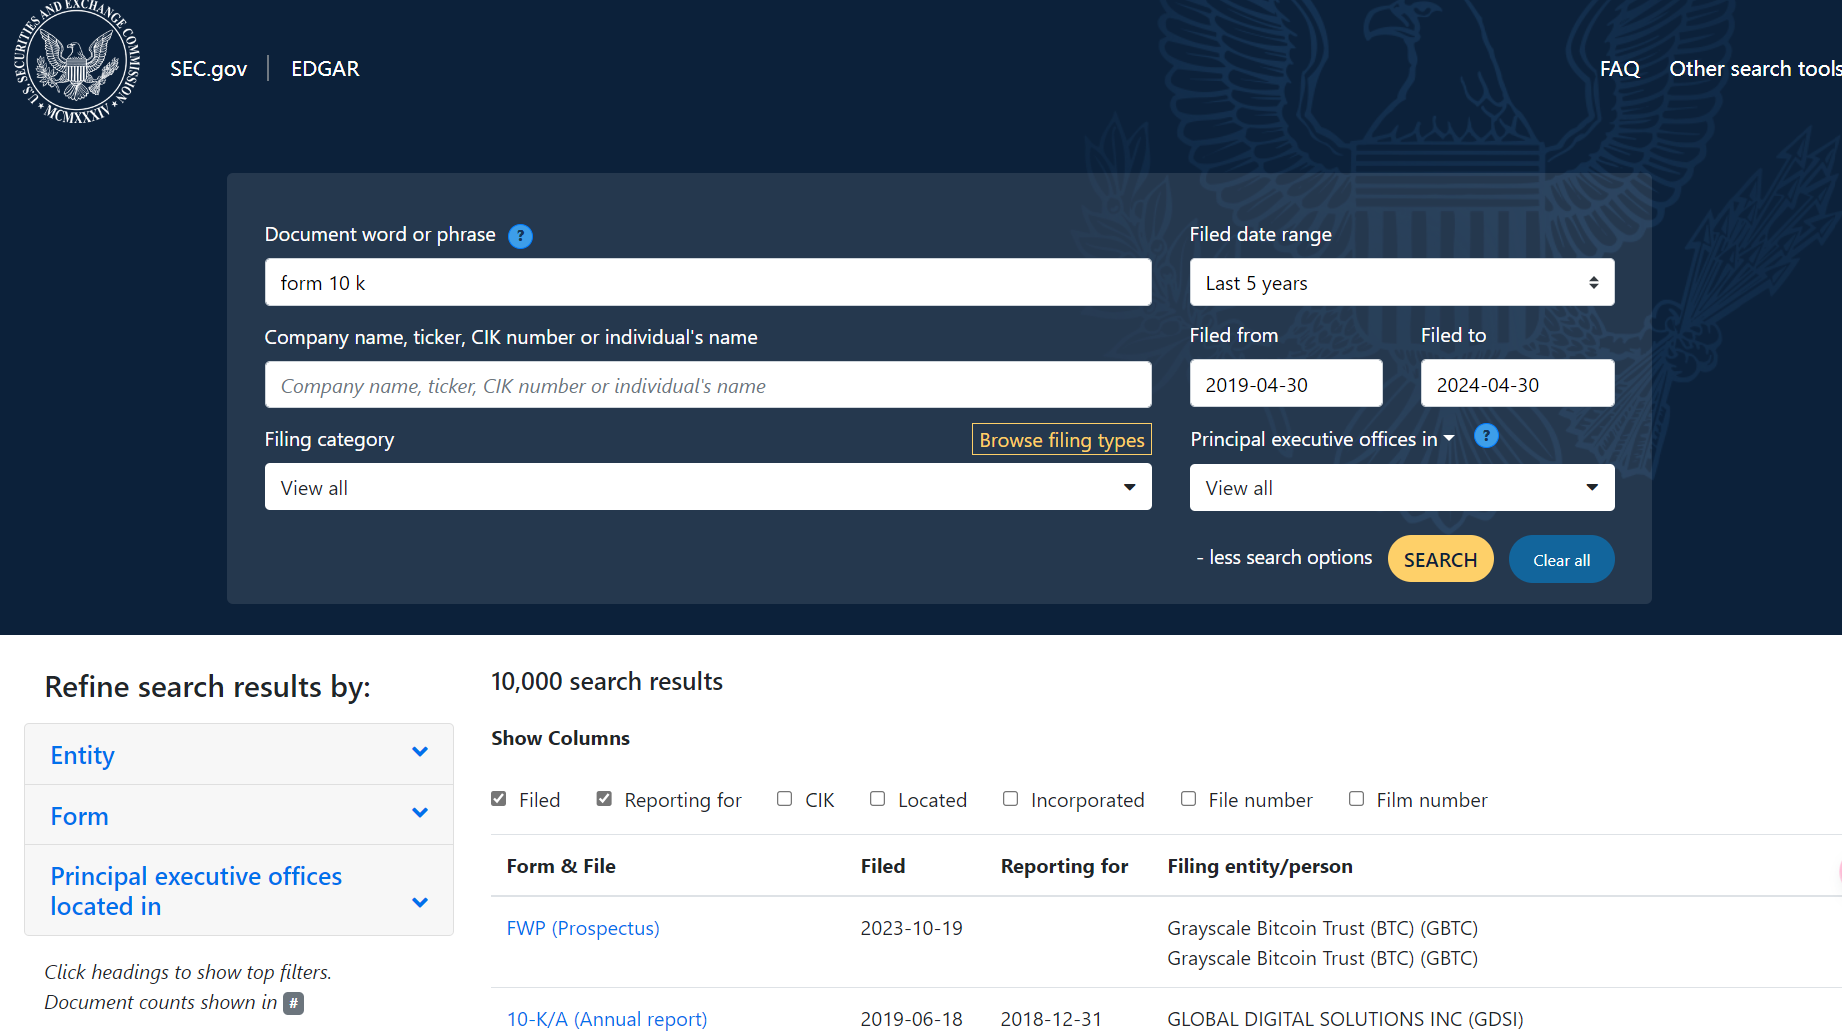 U.S. SECURITIES AND EXCHANGE COMMISSION
MCMXXXIV
SEC.gov
EDGAR
FAQ
Other search tools
Document word or phrase ?
Filed date range
form 10 k
Last 5 years
Company name, ticker, CIK number or individual's name
Filed from
Filed to
Company name, ticker, CIK number or individual's name
2019-04-30
2024-04-30
Filing category
Browse filing types
Principal executive offices in ?
View all
View all
- less search options
SEARCH
Clear all
Refine search results by:
10,000 search results
Entity
Show Columns
Form
Filed Reporting for CIK Located Incorporated File number Film number
Principal executive offices
located in
Form & File Filed Reporting for Filing entity/person
FWP (Prospectus) 2023-10-19 Grayscale Bitcoin Trust (BTC) (GBTC)
Grayscale Bitcoin Trust (BTC) (GBTC)
Click headings to show top filters.
Document counts shown in #
10-K/A (Annual report) 2019-06-18 2018-12-31 GLOBAL DIGITAL SOLUTIONS INC (GDSI)